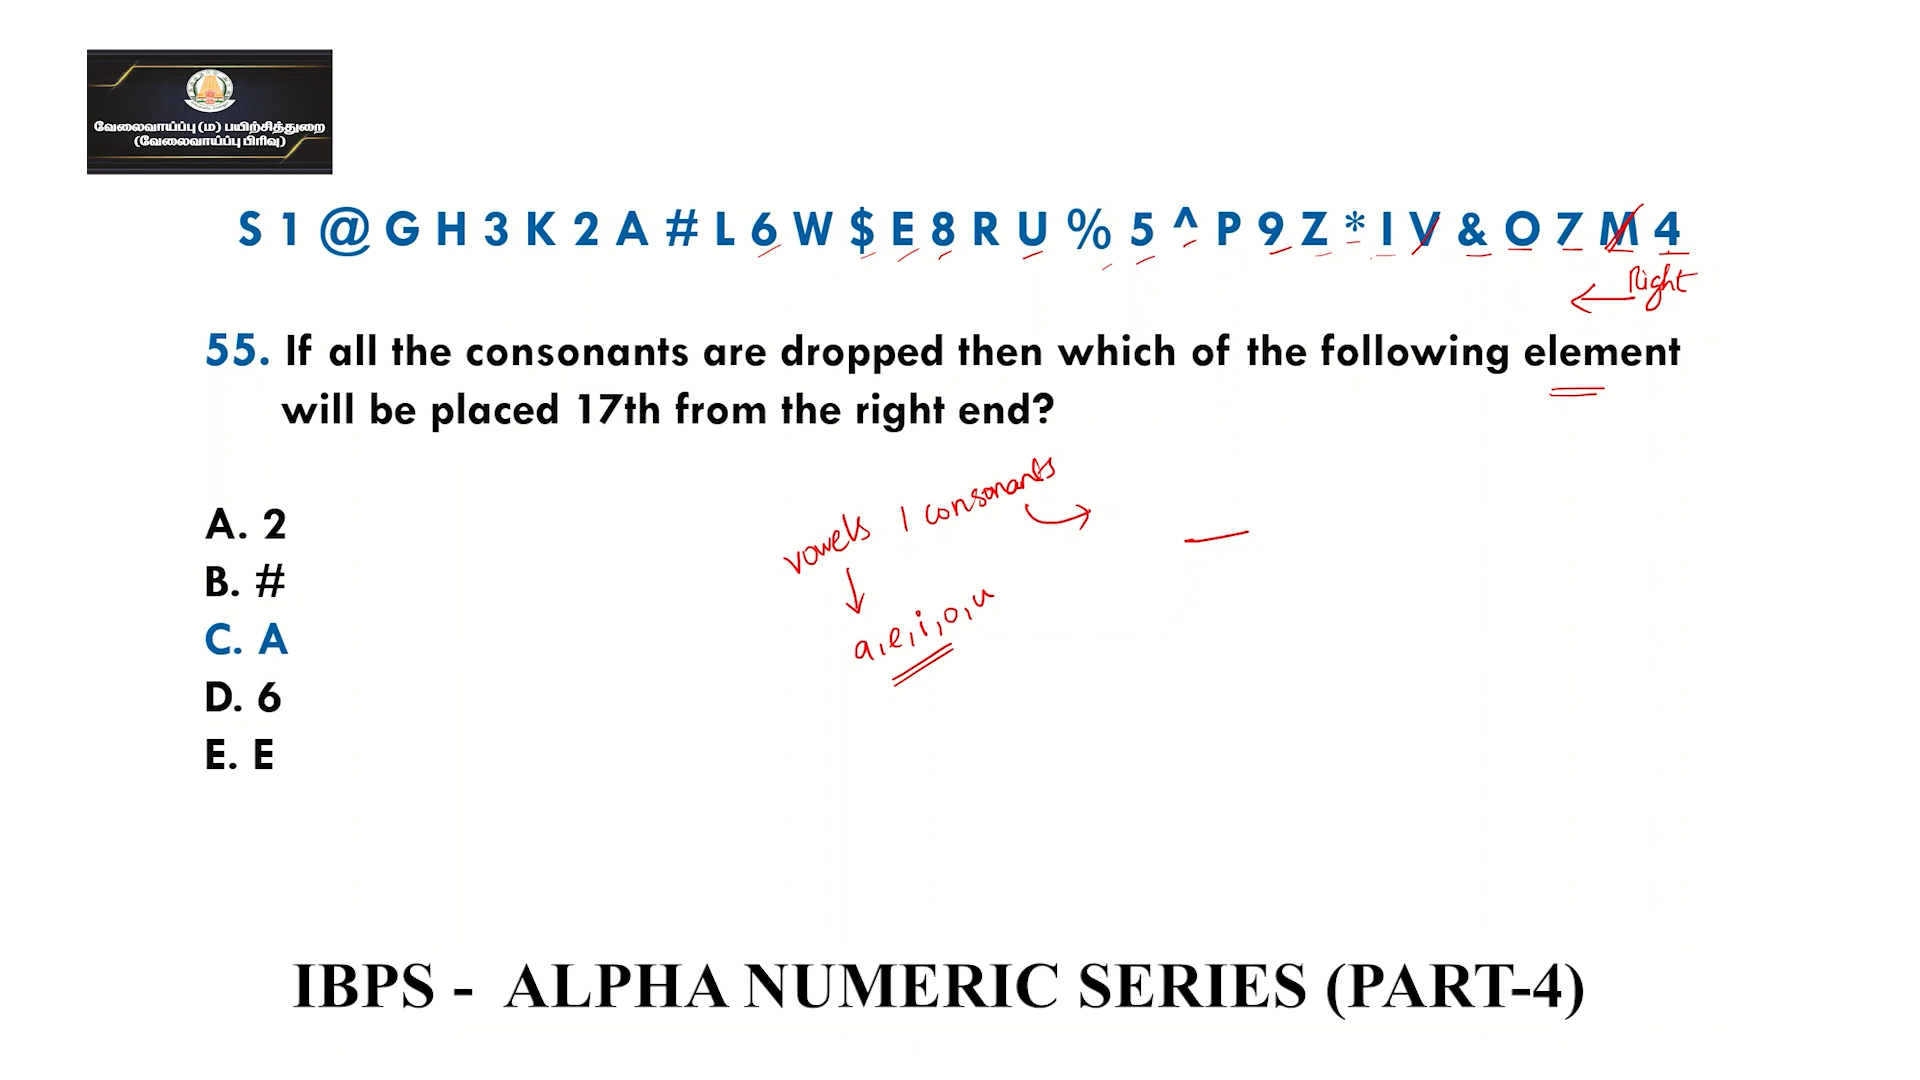 வேலைவாய்ப்பு (ம) பயிற்சித்துறை
(வேலைவாய்ப்பு பிரிவு)
S 1 @ G H 3 K 2 A # L 6 W $ E 8 R U % 5 ^ P 9 Z * I V & O 7 M 4
Right
55. If all the consonants are dropped then which of the following element
will be placed 17th from the right end?
vowels / consonants
a, e, i, o, u
A. 2
B. #
C. A
D. 6
E. E
IBPS - ALPHA NUMERIC SERIES (PART-4)